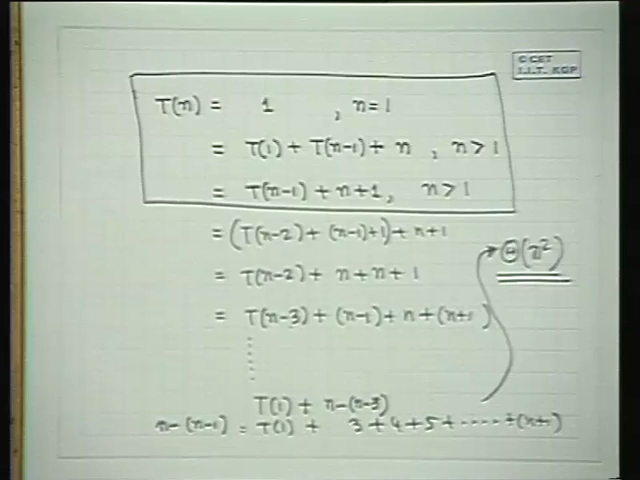 © CET
I.I.T. KGP
T(n) = 1 , n=1
= T(1) + T(n-1) + n , n>1
= T(n-1) + n+1, n>1
= (T(n-2) + (n-1)+1) + n+1
= T(n-2) + n+n+1
= T(n-3) + (n-1) + n + (n+1)
Θ(n²)
T(1) + n-(n-3)
n-(n-1) = T(1) + 3+4+5+.....+(n+1)